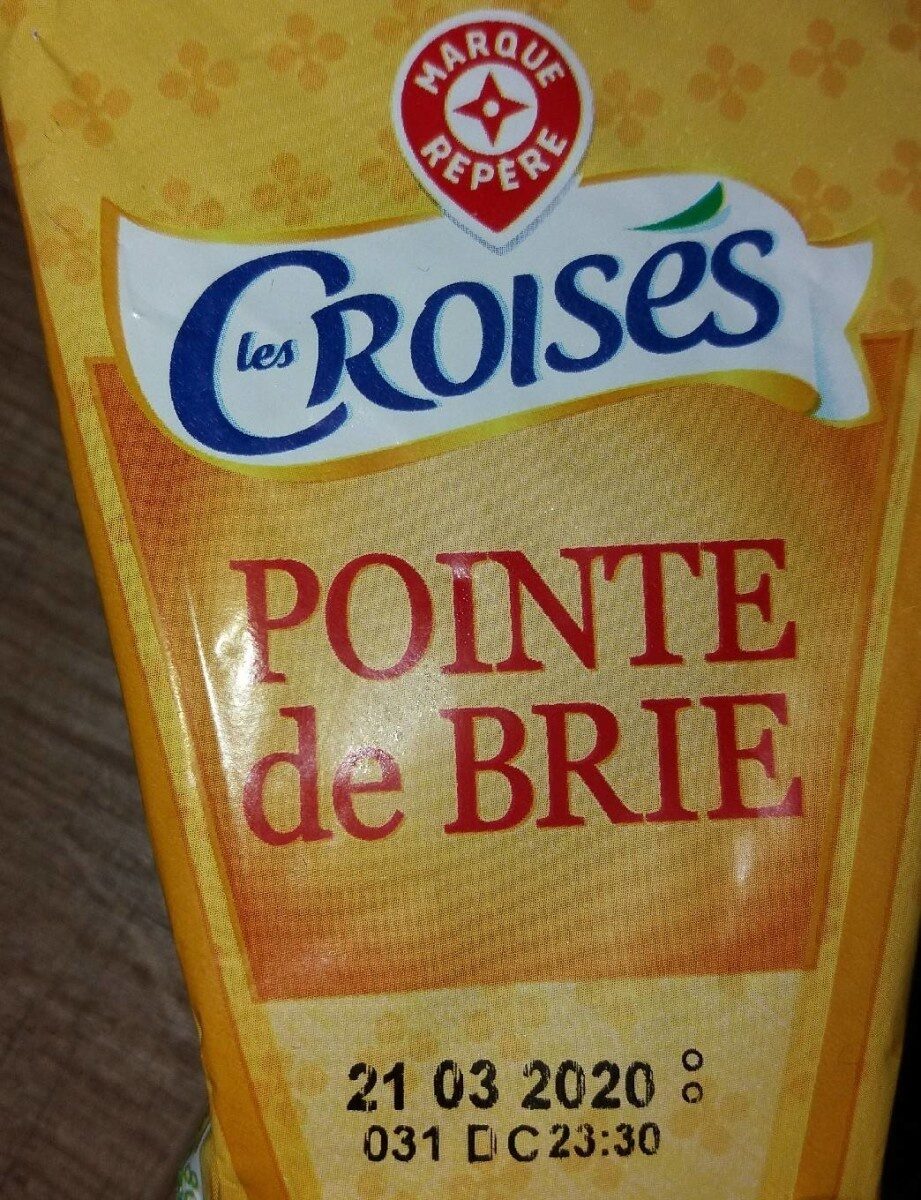 MARQUE
REPÈRE
les CROISÉS
POINTE
de BRIE
21 03 2020
031 D C 23:30